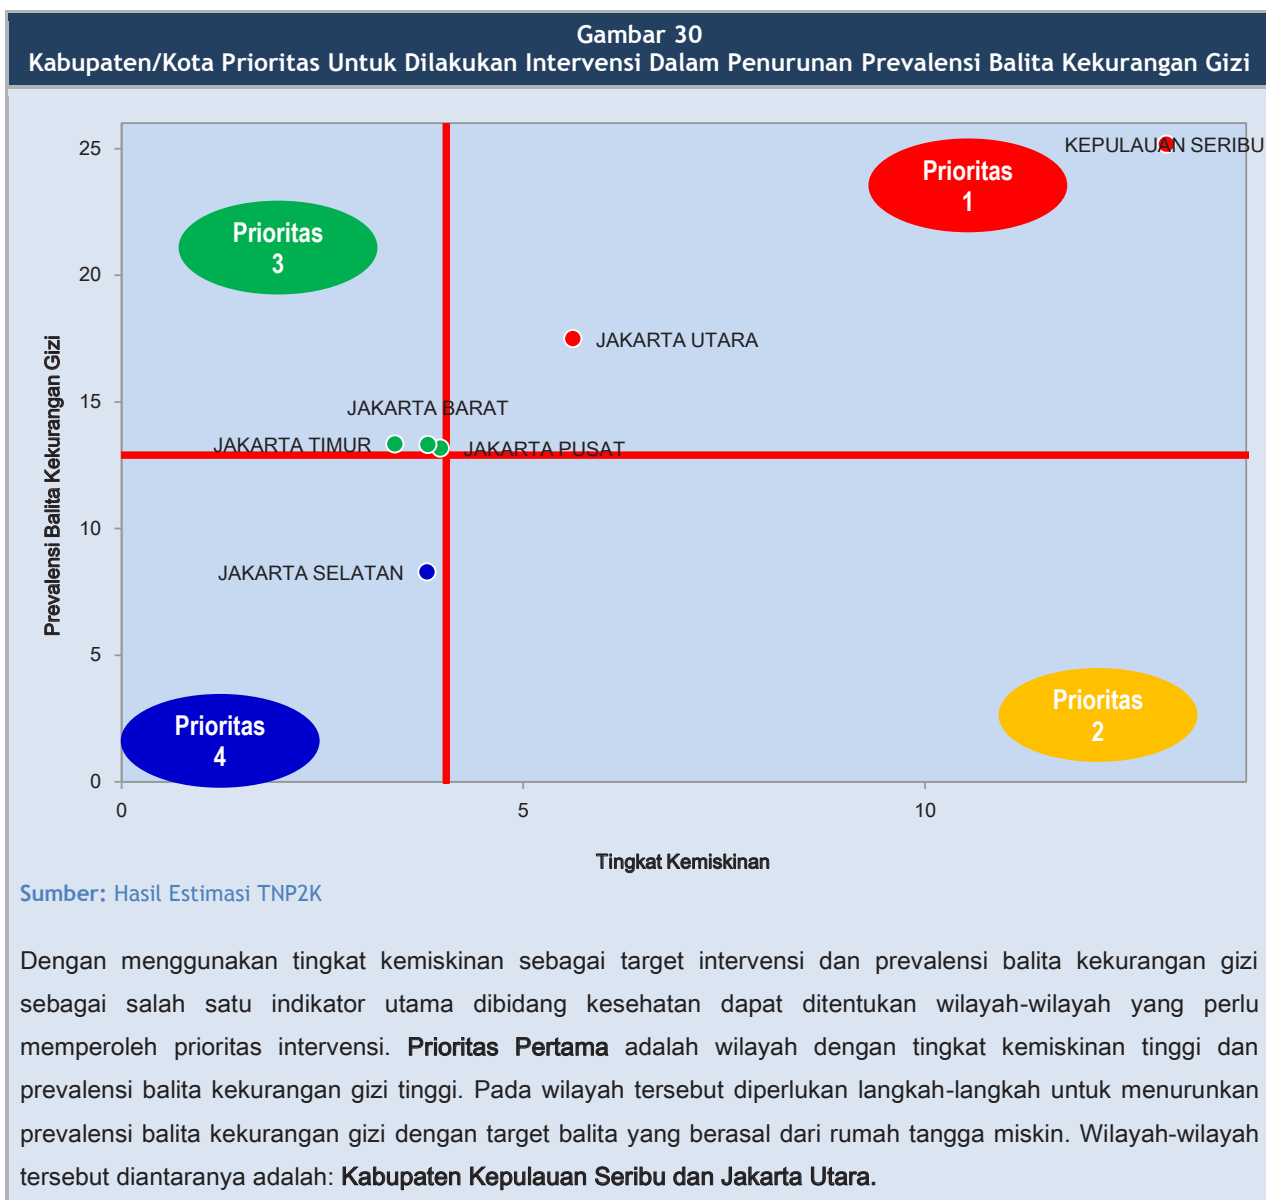 Gambar 30
Kabupaten/Kota Prioritas Untuk Dilakukan Intervensi Dalam Penurunan Prevalensi Balita Kekurangan Gizi
25
KEPULAUAN SERIBU
Prioritas
1
Prioritas
3
20
JAKARTA UTARA
Prevalensi Balita Kekurangan Gizi
15
JAKARTA BARAT
JAKARTA TIMUR
JAKARTA PUSAT
10
JAKARTA SELATAN
5
Prioritas
4
Prioritas
2
0
0
5
10
Tingkat Kemiskinan
Sumber: Hasil Estimasi TNP2K
Dengan menggunakan tingkat kemiskinan sebagai target intervensi dan prevalensi balita kekurangan gizi
sebagai salah satu indikator utama dibidang kesehatan dapat ditentukan wilayah-wilayah yang perlu
memperoleh prioritas intervensi. Prioritas Pertama adalah wilayah dengan tingkat kemiskinan tinggi dan
prevalensi balita kekurangan gizi tinggi. Pada wilayah tersebut diperlukan langkah-langkah untuk menurunkan
prevalensi balita kekurangan gizi dengan target balita yang berasal dari rumah tangga miskin. Wilayah-wilayah
tersebut diantaranya adalah: Kabupaten Kepulauan Seribu dan Jakarta Utara.